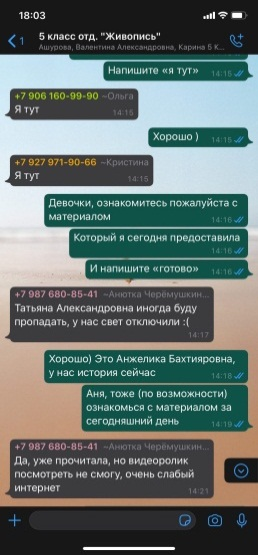 18:03
1
5 класс отд. "Живопись"
Ашурова, Валентина Александровна, Карина 5 К...
Напишите «я тут»
14:15
+7 906 160-99-90 ~Ольга
Я тут
14:15
Хорошо )
14:15
+7 927 971-90-66 ~Кристина
Я тут
14:15
Девочки, ознакомитесь пожалуйста с
материалом
14:16
Который я сегодня предоставила
14:16
И напишите «готово»
14:16
+7 987 680-85-41 ~Анютка Черёмушкин...
Татьяна Александровна иногда буду
пропадать, у нас свет отключили :(
14:17
Хорошо) Это Анжелика Бахтияровна,
у нас история сейчас
14:18
Аня, тоже (по возможности)
ознакомься с материалом за
сегодняшний день
14:19
+7 987 680-85-41 ~Анютка Черёмушкин...
Да, уже прочитала, но видеоролик
посмотреть не смогу, очень слабый
интернет
14:21